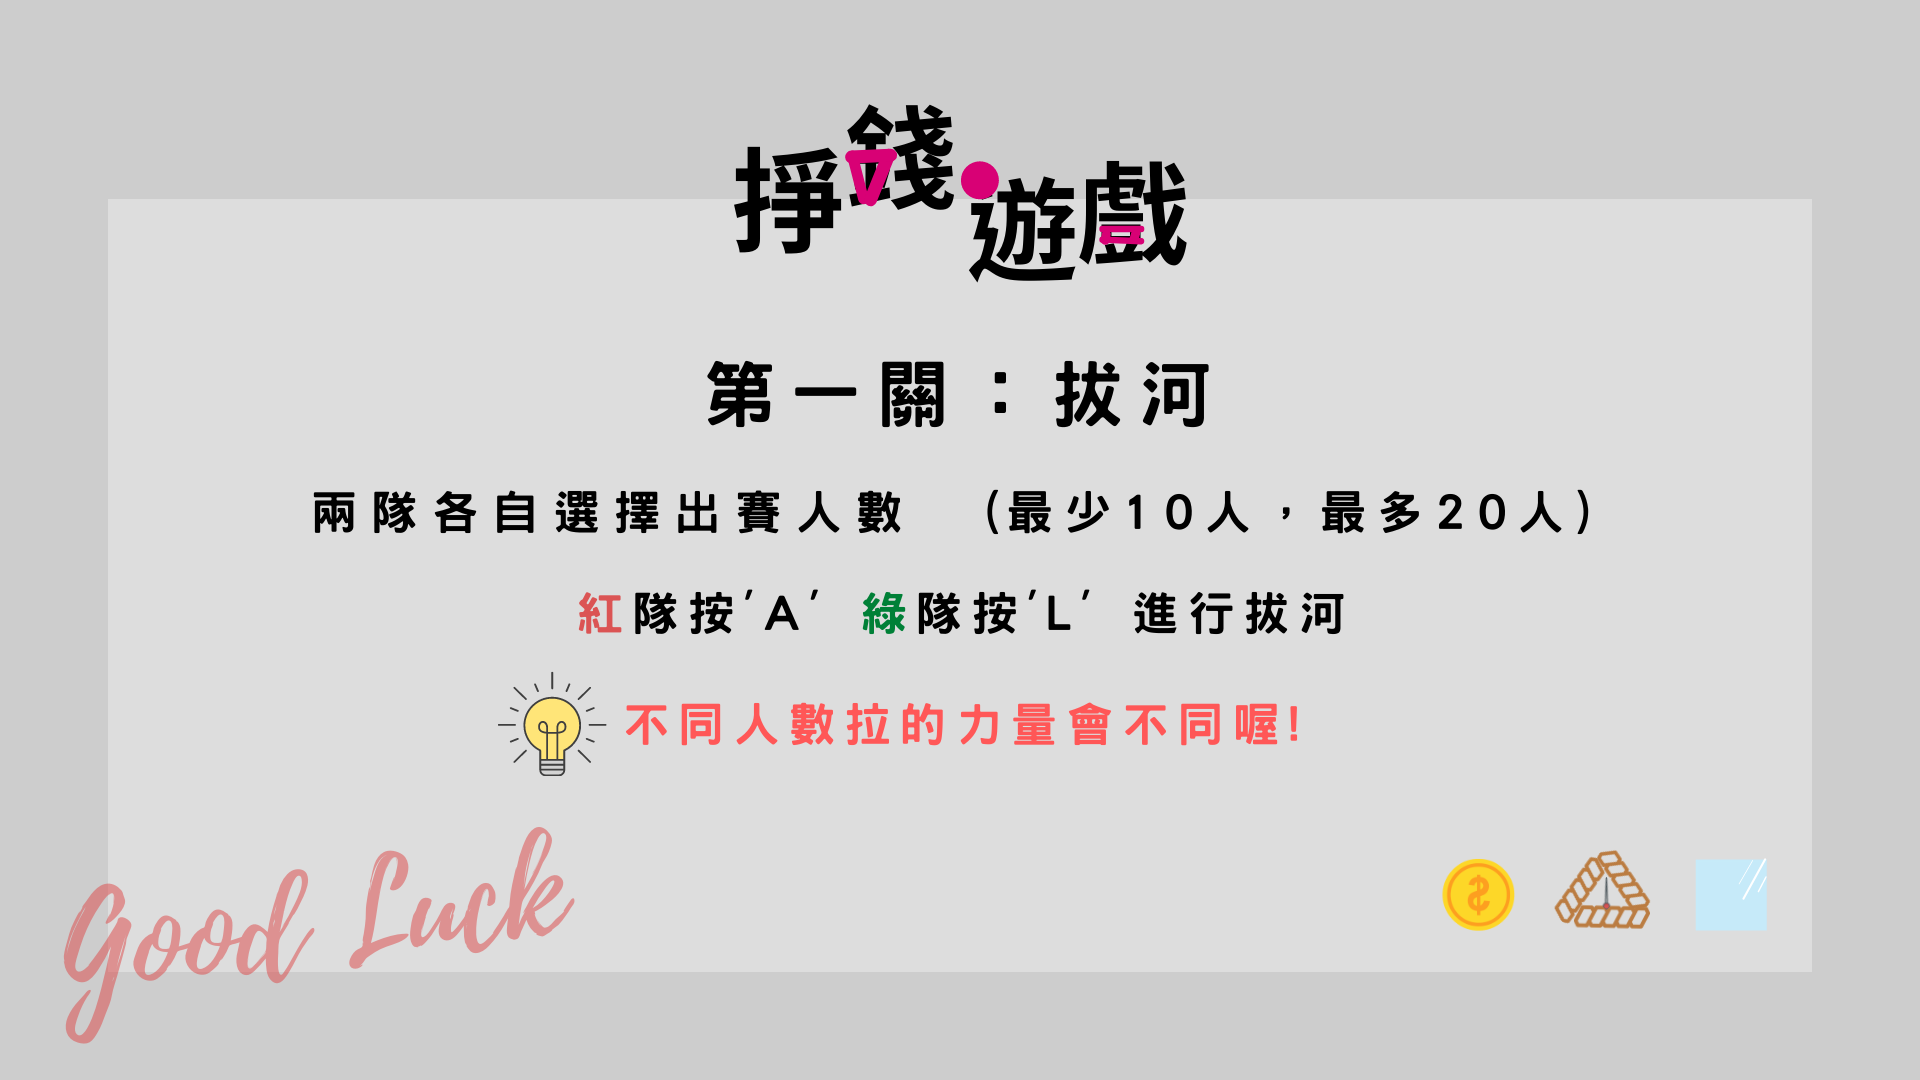 掙錢遊戲
第一關：拔河
兩隊各自選擇出賽人數 (最少10人，最多20人)
紅隊按'A' 綠隊按'L' 進行拔河
不同人數拉的力量會不同喔!
Good Luck